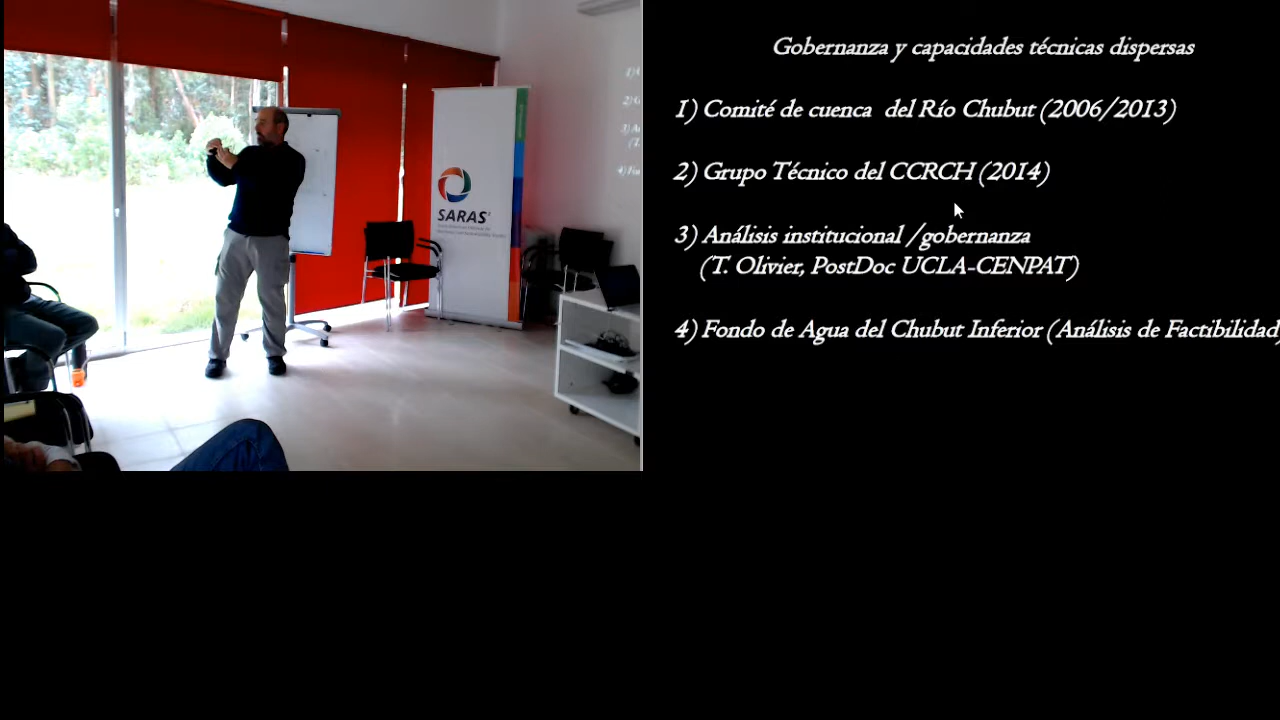 SARAS
Gobernanza y capacidades técnicas dispersas
1) Comité de cuenca del Río Chubut (2006/2013)
2) Grupo Técnico del CCRCH (2014)
3) Análisis institucional /gobernanza
(T. Olivier, PostDoc UCLA-CENPAT)
4) Fondo de Agua del Chubut Inferior (Análisis de Factibilidad)